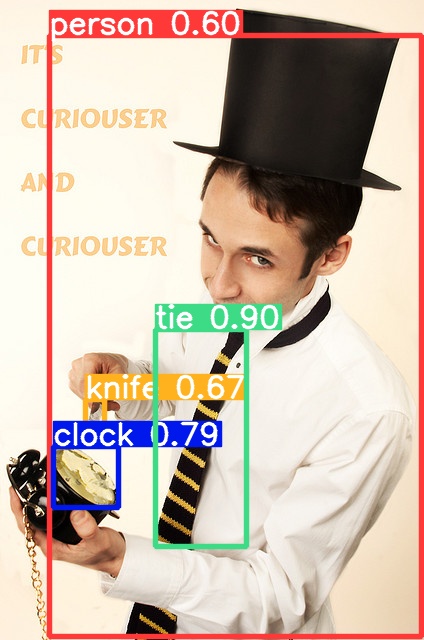 person 0.60
IT'S
CURIOUSER
AND
CURIOUSER
tie 0.90
knife 0.67
clock 0.79